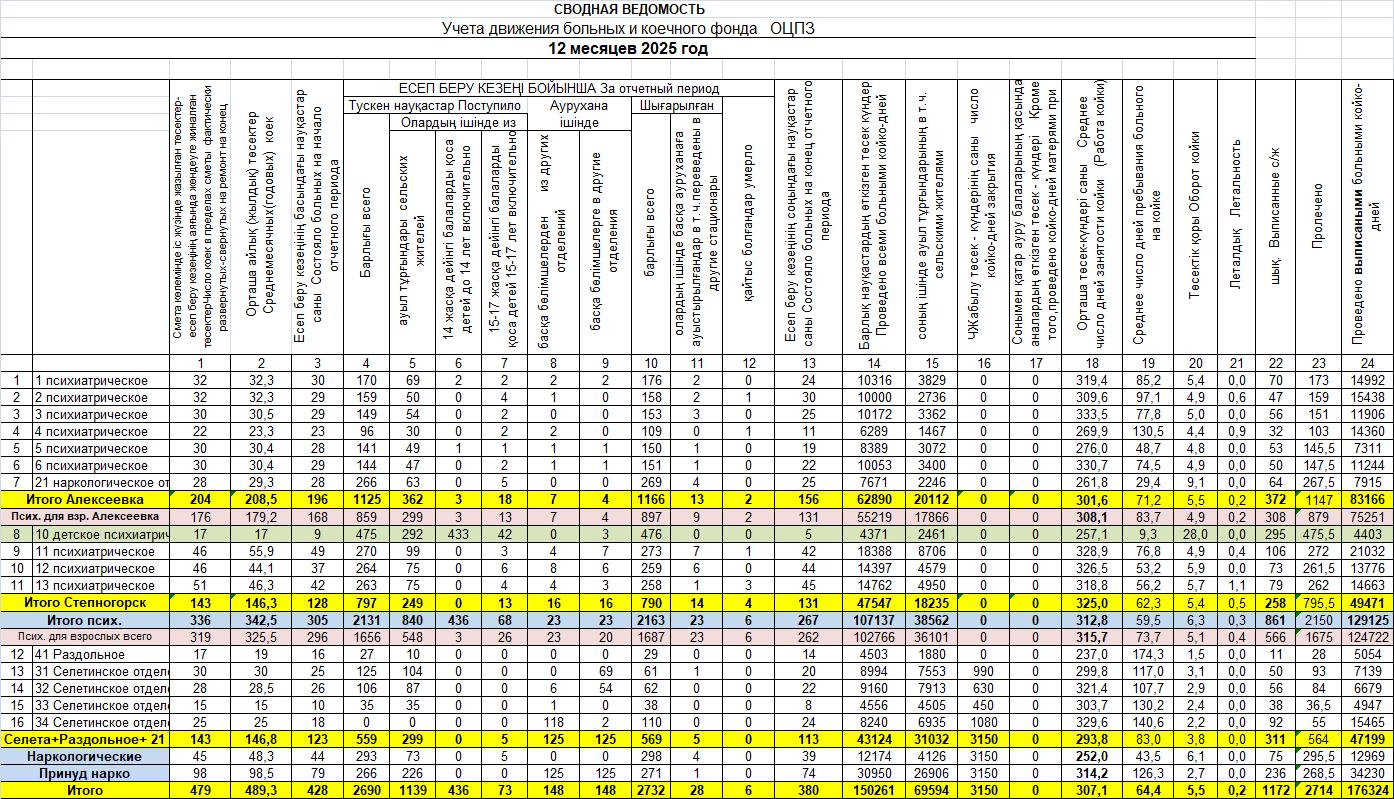 СВОДНАЯ ВЕДОМОСТЬ
Учета движения больных и коечного фонда ОЦПЗ
12 месяцев 2025 год
ЕСЕП БЕРУ КЕЗЕҢІ БОЙЫНША За отчетный период
Түскен науқастар Поступило
Аурухана ішінде
Шығарылған
Олардың ішінде из
Смета көлемінде іс жүзінде жазылған төсектер-есеп беру кезеңінің аяғында жөндеуге жиналған төсектерЧисло коек в пределах сметы фактически развернутых-свернутых на ремонт на конец
Орташа айлық (жылдық) төсектер Среднемесячных(годовых) коек
Есеп беру кезеңінің басындағы науқастар саны Состояло больных на начало отчетного периода
Барлығы всего
ауыл тұрғындары сельских жителей
14 жасқа дейінгі балаларды қоса детей до 14 лет включительно
15-17 жасқа дейінгі балаларды қоса детей 15-17 лет включительно
басқа бөлімшелерден из других отделений
басқа бөлімшелерге в другие отделения
барлығы всего
олардың ішінде басқа ауруханаға ауыстырылғандар в т.ч.переведены в другие стационары
қайтыс болғандар умерло
Есеп беру кезеңінің соңындағы науқастар саны Состояло больных на конец отчетного периода
Барлық науқастардың өткізген төсек күндер Проведено всеми больными койко-дней
соның ішінде ауыл тұрғындарының в т. ч. сельскими жителями
ЧЖабылу төсек - күндерінің саны число койко-дней закрытия
Сонымен қатар ауру балаларының қасында аналардың өткізген төсек - күндері Кроме того,проведено койко-дней матерями при
Орташа төсек-күндері саны Среднее число дней занятости койки (Работа койки)
Среднее число дней пребывания больного на койке
Төсектік қоры Оборот койки
Леталдық Летальность
шық. Выписанные с/ж
Пролечено
Проведено выписаными больными койко-дней
1 2 3 4 5 6 7 8 9 10 11 12 13 14 15 16 17 18 19 20 21 22 23 24
1 1 психиатрическое 32 32,3 30 170 69 2 2 2 2 176 2 0 24 10316 3829 0 0 319,4 85,2 5,4 0,0 70 173 14992
2 2 психиатрическое 32 32,3 29 159 50 0 4 1 0 158 2 1 30 10000 2736 0 0 309,6 97,1 4,9 0,6 47 159 15438
3 3 психиатрическое 30 30,5 29 149 54 0 2 0 0 153 3 0 25 10172 3362 0 0 333,5 77,8 5,0 0,0 56 151 11906
4 4 психиатрическое 22 23,3 23 96 30 0 2 2 0 109 0 1 11 6289 1467 0 0 269,9 130,5 4,4 0,9 32 103 14360
5 5 психиатрическое 30 30,4 28 141 49 1 1 1 1 150 1 0 19 8389 3072 0 0 276,0 48,7 4,8 0,0 53 145,5 7311
6 6 психиатрическое 30 30,4 29 144 47 0 2 1 1 151 1 0 22 10053 3400 0 0 330,7 74,5 4,9 0,0 50 147,5 11244
7 21 наркологическое от 28 29,3 28 266 63 0 5 0 0 269 4 0 25 7671 2246 0 0 261,8 29,4 9,1 0,0 64 267,5 7915
Итого Алексеевка 204 208,5 196 1125 362 3 18 7 4 1166 13 2 156 62890 20112 0 0 301,6 71,2 5,5 0,2 372 1147 83166
Псих. для взр. Алексеевка 176 179,2 168 859 299 3 13 7 4 897 9 2 131 55219 17866 0 0 308,1 83,7 4,9 0,2 308 879 75251
8 10 детское психиатрич 17 17 9 475 292 433 42 0 3 476 0 0 5 4371 2461 0 0 257,1 9,3 28,0 0,0 295 475,5 4403
9 11 психиатрическое 46 55,9 49 270 99 0 3 4 7 273 7 1 42 18388 8706 0 0 328,9 76,8 4,9 0,4 106 272 21032
10 12 психиатрическое 46 44,1 37 264 75 0 6 8 6 259 6 0 44 14397 4579 0 0 326,5 53,2 5,9 0,0 73 261,5 13776
11 13 психиатрическое 51 46,3 42 263 75 0 4 4 3 258 1 3 45 14762 4950 0 0 318,8 56,2 5,7 1,1 79 262 14663
Итого Степногорск 143 146,3 128 797 249 0 13 16 16 790 14 4 131 47547 18235 0 0 325,0 62,3 5,4 0,5 258 795,5 49471
Итого псих. 336 342,5 305 2131 840 436 68 23 23 2163 23 6 267 107137 38562 0 0 312,8 59,5 6,3 0,3 861 2150 129125
Псих. для взрослых всего 319 325,5 296 1656 548 3 26 23 20 1687 23 6 262 102766 36101 0 0 315,7 73,7 5,1 0,4 566 1675 124722
12 41 Раздольное 17 19 16 27 10 0 0 0 0 29 0 0 14 4503 1880 0 0 237,0 174,3 1,5 0,0 11 28 5054
13 31 Селетинское отдел 30 30 25 125 104 0 0 0 69 61 1 0 20 8994 7553 990 0 299,8 117,0 3,1 0,0 50 93 7139
14 32 Селетинское отдел 28 28,5 26 106 87 0 0 6 54 62 0 0 22 9160 7913 630 0 321,4 107,7 2,9 0,0 56 84 6679
15 33 Селетинское отдел 15 15 10 35 35 0 0 1 0 38 0 0 8 4556 4505 450 0 303,7 130,2 2,4 0,0 38 36,5 4947
16 34 Селетинское отдел 25 25 18 0 0 0 0 118 2 110 0 0 24 8240 6935 1080 0 329,6 140,6 2,2 0,0 92 55 15465
Селета+Раздольное+ 21 143 146,8 123 559 299 0 5 125 125 569 5 0 113 43124 31032 3150 0 293,8 83,0 3,8 0,0 311 564 47199
Наркологические 45 48,3 44 293 73 0 5 0 0 298 4 0 39 12174 4126 3150 0 252,0 43,5 6,1 0,0 75 295,5 12969
Принуд нарко 98 98,5 79 266 226 0 0 125 125 271 1 0 74 30950 26906 3150 0 314,2 126,3 2,7 0,0 236 268,5 34230
Итого 479 489,3 428 2690 1139 436 73 148 148 2732 28 6 380 150261 69594 3150 0 307,1 64,4 5,5 0,2 1172 2714 176324